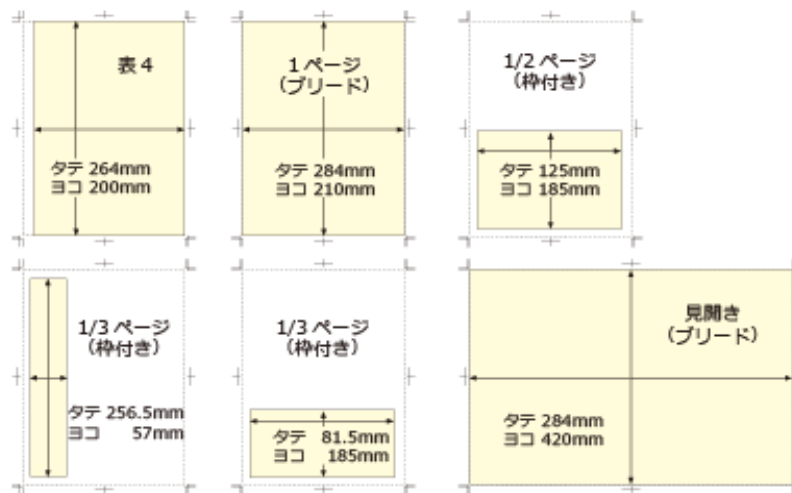 表4
タテ 264mm
ヨコ 200mm
1ページ
（ブリード）
タテ 284mm
ヨコ 210mm
1/2 ページ
（枠付き）
タテ 125mm
ヨコ 185mm
1/3 ページ
（枠付き）
タテ 256.5mm
ヨコ 57mm
1/3 ページ
（枠付き）
タテ 81.5mm
ヨコ 185mm
見開き
（ブリード）
タテ 284mm
ヨコ 420mm